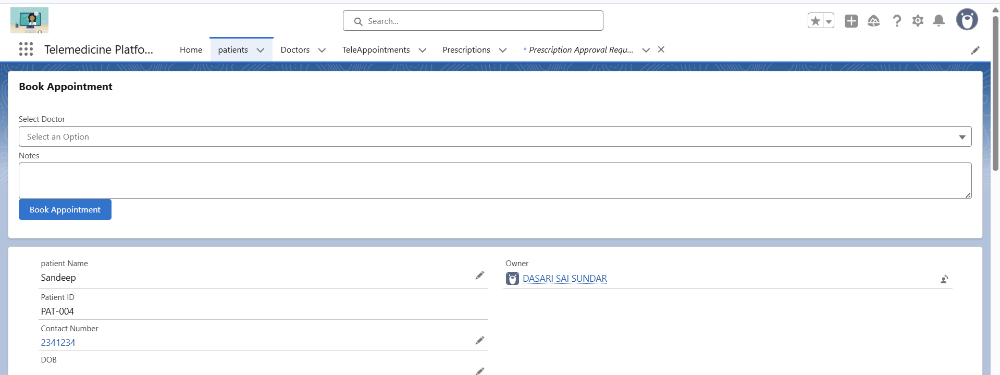 Search...
Telemedicine Platfo...
Home
patients
Doctors
TeleAppointments
Prescriptions
* Prescription Approval Requ...
Book Appointment
Select Doctor
Select an Option
Notes
Book Appointment
patient Name
Sandeep
Owner
DASARI SAI SUNDAR
Patient ID
PAT-004
Contact Number
2341234
DOB